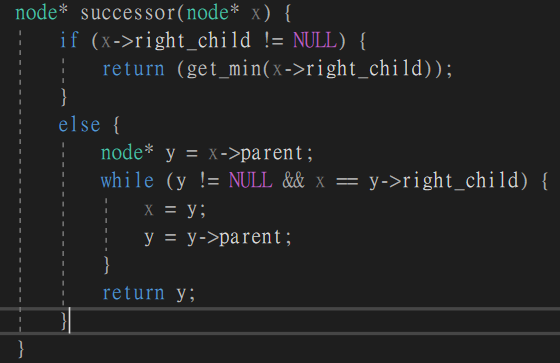 node* successor(node* x) {
    if (x->right_child != NULL) {
        return (get_min(x->right_child));
    }
    else {
        node* y = x->parent;
        while (y != NULL && x == y->right_child) {
            x = y;
            y = y->parent;
        }
        return y;
    }
}